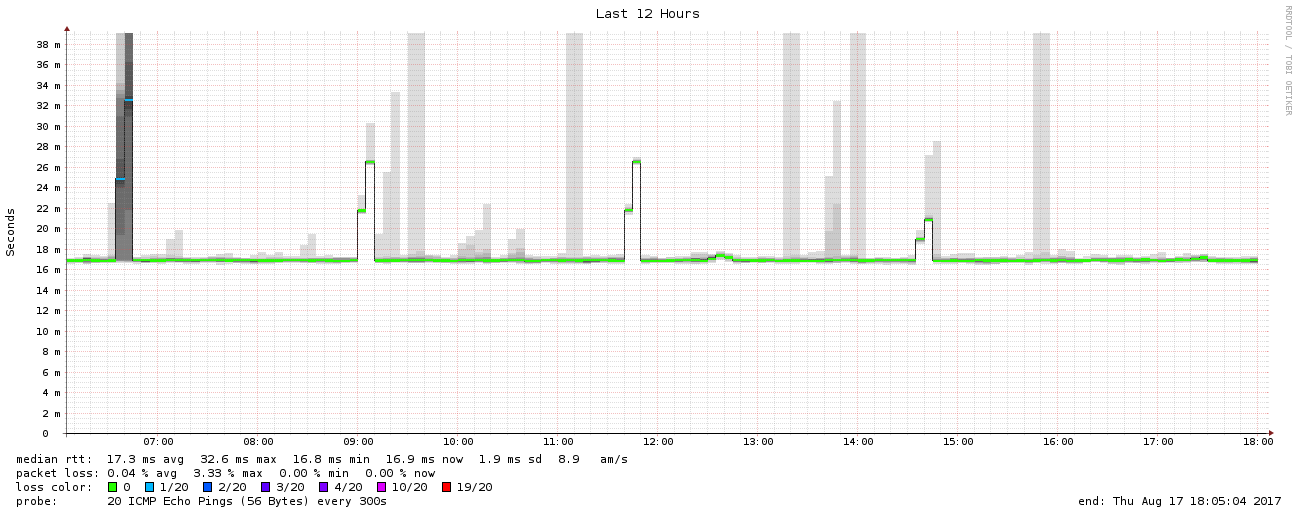 Last 12 Hours
RRDTOOL / TOBI OETIKER
Seconds
38 m
36 m
34 m
32 m
30 m
28 m
26 m
24 m
22 m
20 m
18 m
16 m
14 m
12 m
10 m
8 m
6 m
4 m
2 m
0
07:00 08:00 09:00 10:00 11:00 12:00 13:00 14:00 15:00 16:00 17:00 18:00
median rtt: 17.3 ms avg 32.6 ms max 16.8 ms min 16.9 ms now 1.9 ms sd 8.9 am/s
packet loss: 0.04 % avg 3.33 % max 0.00 % min 0.00 % now
loss color: 0 1/20 2/20 3/20 4/20 10/20 19/20
probe: 20 ICMP Echo Pings (56 Bytes) every 300s end: Thu Aug 17 18:05:04 2017